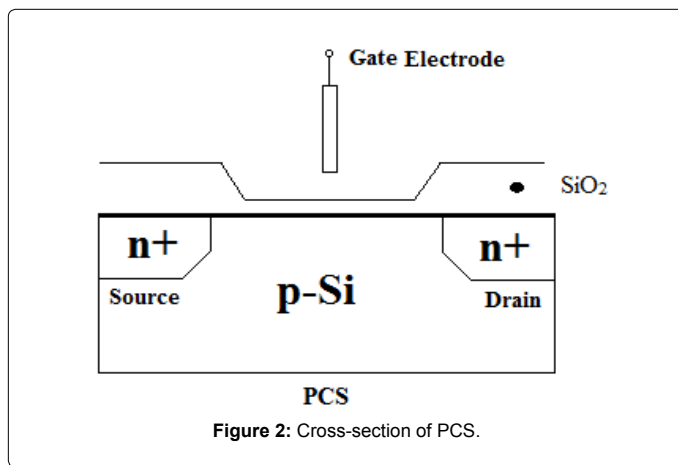 Gate Electrode
SiO₂
n+
n+
Source
p-Si
Drain
PCS
Figure 2: Cross-section of PCS.